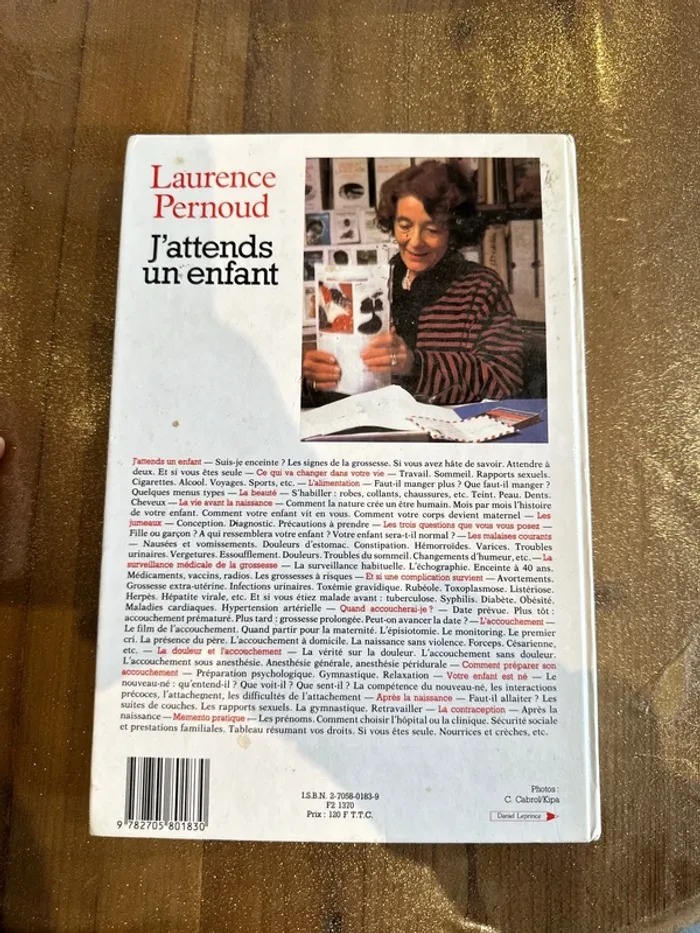 Laurence
Pernoud
J'attends
un enfant
J'attends un enfant — Suis-je enceinte ? Les signes de la grossesse. Si vous avez hâte de savoir. Attendre à
deux. Et si vous êtes seule — Ce qui va changer dans votre vie — Travail. Sommeil. Rapports sexuels.
Cigarettes. Alcool. Voyages. Sports, etc. — L'alimentation — Faut-il manger plus ? Que faut-il manger ?
Quelques menus types — La beauté — S'habiller : robes, collants, chaussures, etc. Teint. Peau. Dents.
Cheveux — La vie avant la naissance — Comment la nature crée un être humain. Mois par mois l'histoire
de votre enfant. Comment votre enfant vit en vous. Comment votre corps devient maternel — Les
jumeaux — Conception. Diagnostic. Précautions à prendre — Les trois questions que vous vous posez —
Fille ou garçon ? A qui ressemblera votre enfant ? Votre enfant sera-t-il normal ? — Les malaises courants
— Nausées et vomissements. Douleurs d'estomac. Constipation. Hémorroïdes. Varices. Troubles
urinaires. Vergetures. Essoufflement. Douleurs. Troubles du sommeil. Changements d'humeur, etc. — La
surveillance médicale de la grossesse — La surveillance habituelle. L'échographie. Enceinte à 40 ans.
Médicaments, vaccins, radios. Les grossesses à risques — Et si une complication survient — Avortements.
Grossesse extra-utérine. Infections urinaires. Toxémie gravidique. Rubéole. Toxoplasmose. Listériose.
Herpès. Hépatite virale, etc. Et si vous étiez malade avant : tuberculose. Syphilis. Diabète. Obésité.
Maladies cardiaques. Hypertension artérielle — Quand accoucherai-je ? — Date prévue. Plus tôt :
accouchement prématuré. Plus tard : grossesse prolongée. Peut-on avancer la date ? — L'accouchement —
Le film de l'accouchement. Quand partir pour la maternité. L'épisiotomie. Le monitoring. Le premier
cri. La présence du père. L'accouchement à domicile. La naissance sans violence. Forceps. Césarienne,
etc. — La douleur et l'accouchement — La vérité sur la douleur. L'accouchement sans douleur.
L'accouchement sous anesthésie. Anesthésie générale, anesthésie péridurale — Comment préparer son
accouchement — Préparation psychologique. Gymnastique. Relaxation — Votre enfant est né — Le
nouveau-né : qu'entend-il ? Que voit-il ? Que sent-il ? La compétence du nouveau-né, les interactions
précoces, l'attachement, les difficultés de l'attachement — Après la naissance — Faut-il allaiter ? Les
suites de couches. Les rapports sexuels. La gymnastique. Retravailler — La contraception — Après la
naissance — Memento pratique — Les prénoms. Comment choisir l'hôpital ou la clinique. Sécurité sociale
et prestations familiales. Tableau résumant vos droits. Si vous êtes seule. Nourrices et crèches, etc.
9 782705 801830
I.S.B.N. 2-7058-0183-9
F2 1370
Prix : 120 F T.T.C.
Photos :
C. Cabrol/Kipa
Daniel Leprince